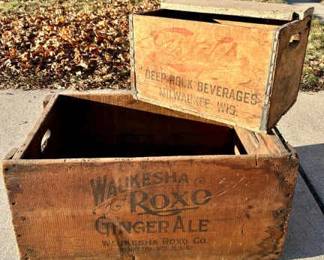 DEEP ROCK BEVERAGES
MILWAUKEE, WIS.
WAUKESHA
ROXO
GINGER ALE
WAUKESHA ROXO CO.